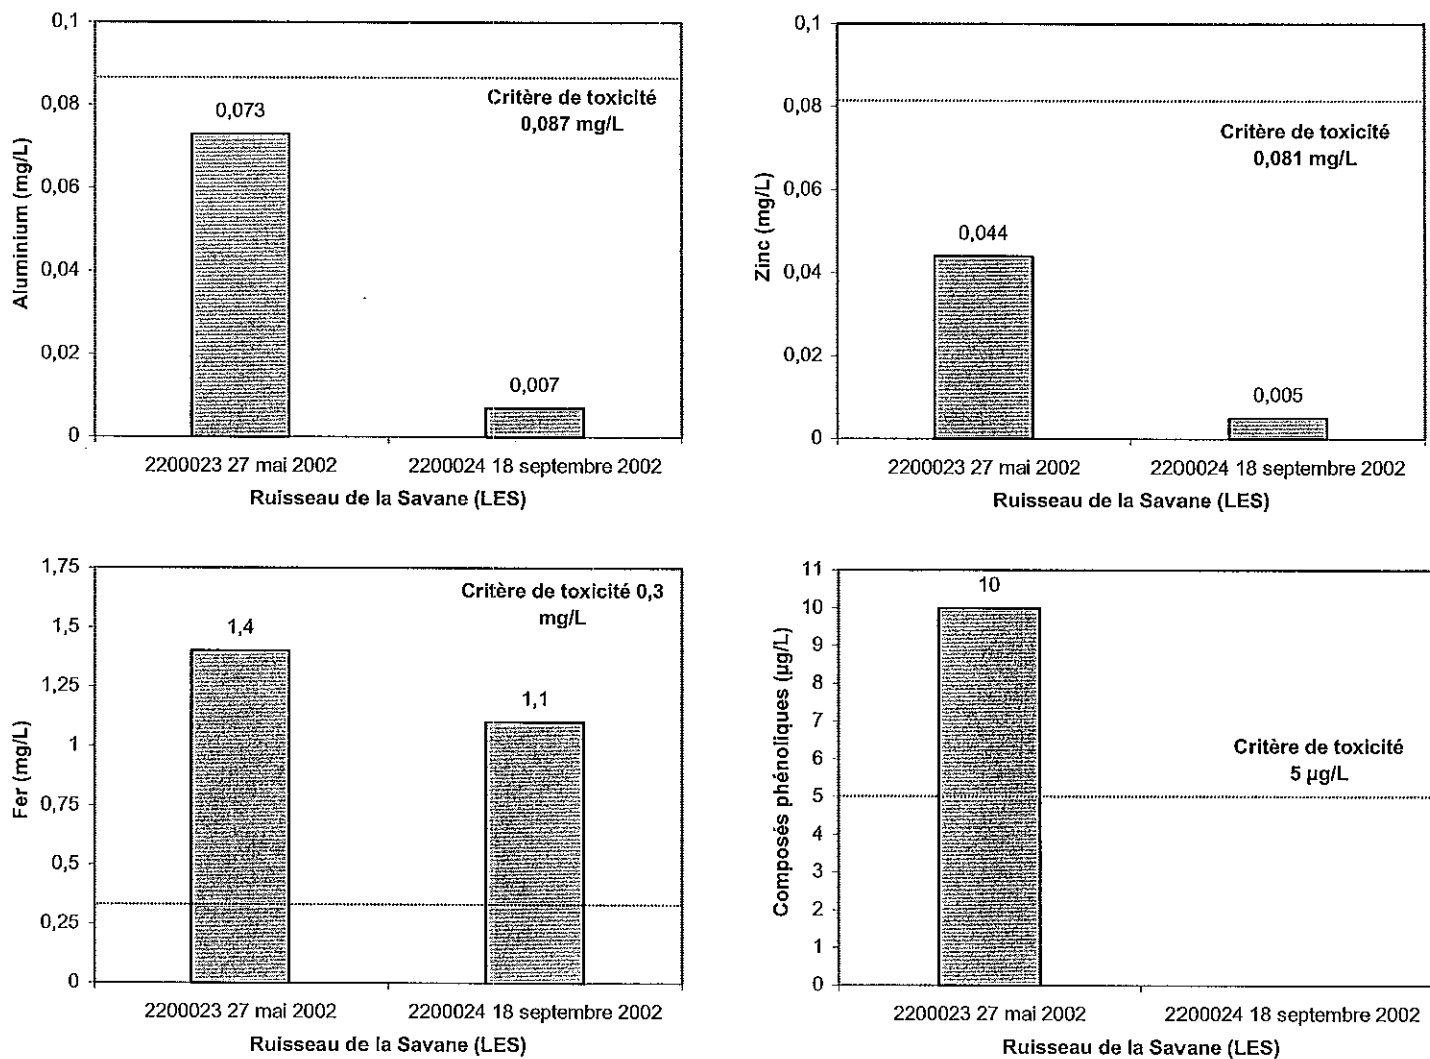 0,1
0,08
0,06
0,04
0,02
0
Aluminium (mg/L)
Critère de toxicité
0,087 mg/L
0,073
0,007
2200023 27 mai 2002
2200024 18 septembre 2002
Ruisseau de la Savane (LES)
0,1
0,08
0,06
0,04
0,02
0
Zinc (mg/L)
Critère de toxicité
0,081 mg/L
0,044
0,005
2200023 27 mai 2002
2200024 18 septembre 2002
Ruisseau de la Savane (LES)
1,75
1,5
1,25
1
0,75
0,5
0,25
0
Fer (mg/L)
Critère de toxicité 0,3
mg/L
1,4
1,1
2200023 27 mai 2002
2200024 18 septembre 2002
Ruisseau de la Savane (LES)
11
10
9
8
7
6
5
4
3
2
1
0
Composés phénoliques (µg/L)
10
Critère de toxicité
5 µg/L
2200023 27 mai 2002
2200024 18 septembre 2002
Ruisseau de la Savane (LES)